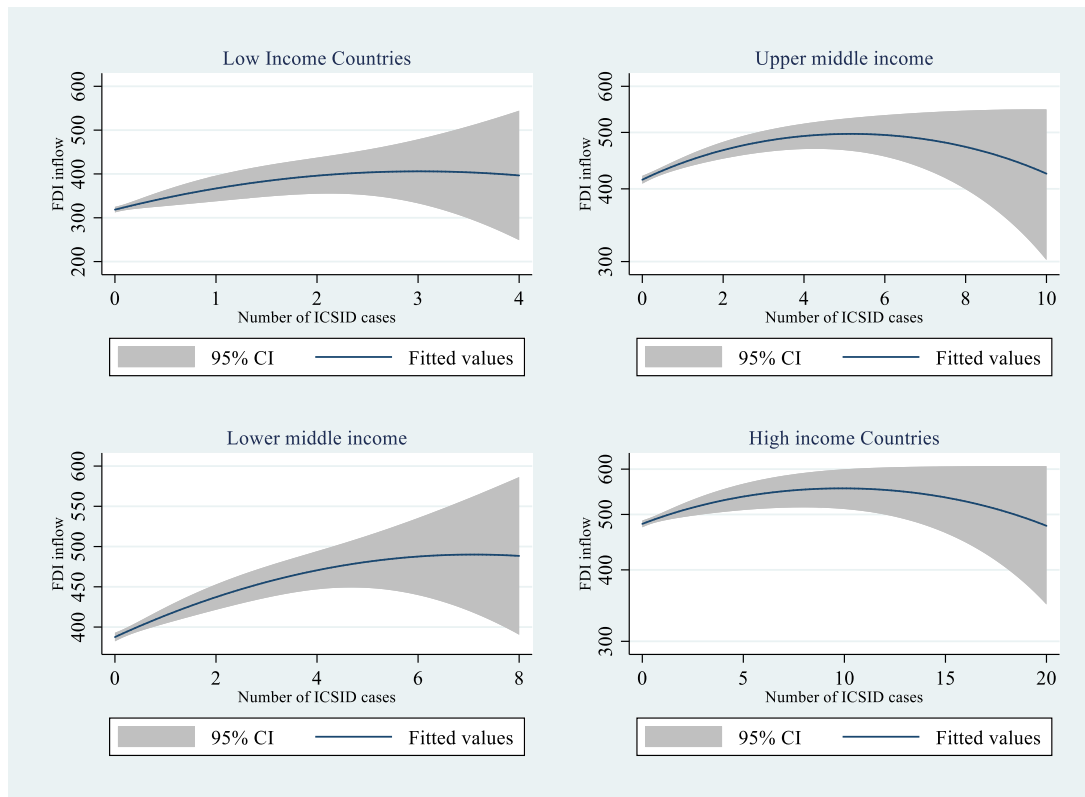 Low Income Countries
FDI inflow
600
500
400
300
200
0 1 2 3 4
Number of ICSID cases
95% CI Fitted values
Upper middle income
FDI inflow
600
500
400
300
0 2 4 6 8 10
Number of ICSID cases
95% CI Fitted values
Lower middle income
FDI inflow
600
550
500
450
400
0 2 4 6 8
Number of ICSID cases
95% CI Fitted values
High income Countries
FDI inflow
600
500
400
300
0 5 10 15 20
Number of ICSID cases
95% CI Fitted values